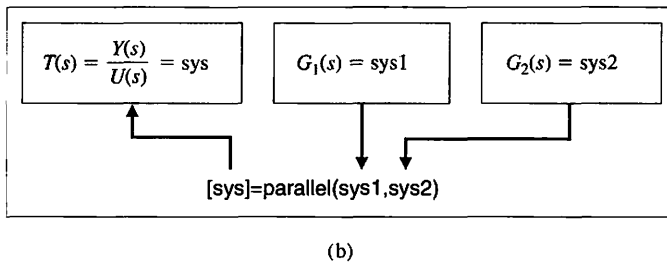 T(s) = Y(s)/U(s) = sys
G₁(s) = sys1
G₂(s) = sys2
[sys]=parallel(sys1,sys2)
(b)